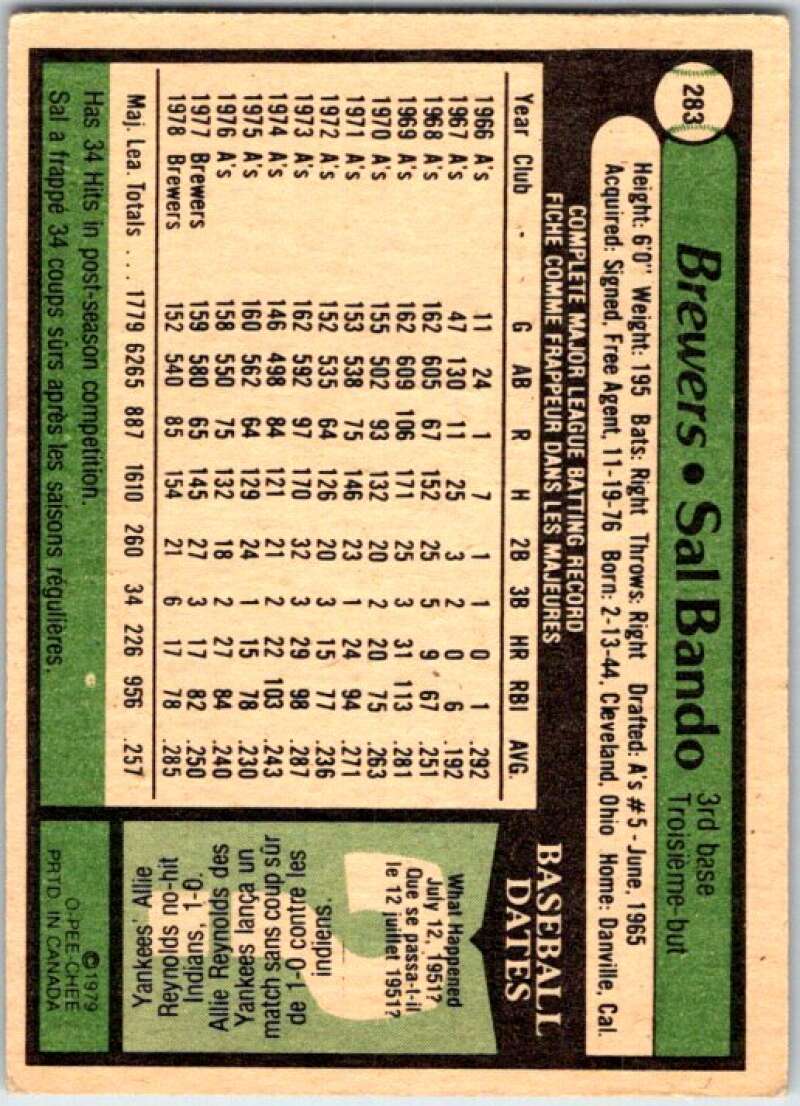 283
Brewers • Sal Bando 3rd base
Troisième-but
Height: 6'0" Weight: 195 Bats: Right Throws: Right Drafted: A's #5 - June, 1965
Acquired: Signed, Free Agent, 11-19-76 Born: 2-13-44, Cleveland, Ohio Home: Danville, Cal.
COMPLETE MAJOR LEAGUE BATTING RECORD
FICHE COMME FRAPPEUR DANS LES MAJEURES
Year Club G AB R H 2B 3B HR RBI AVG.
1966 A's 11 24 1 7 1 1 0 1 .292
1967 A's 47 130 11 25 3 2 0 6 .192
1968 A's 162 605 67 152 25 5 9 67 .251
1969 A's 162 609 106 171 25 3 31 113 .281
1970 A's 155 502 93 132 20 2 20 75 .263
1971 A's 153 538 75 146 23 1 24 94 .271
1972 A's 152 535 64 126 20 3 15 77 .236
1973 A's 162 592 97 170 32 3 29 98 .287
1974 A's 146 498 84 121 21 2 22 103 .243
1975 A's 160 562 64 129 24 1 15 78 .230
1976 A's 158 550 75 132 18 2 27 84 .240
1977 Brewers 159 580 65 145 27 3 17 82 .250
1978 Brewers 152 540 85 154 21 6 17 78 .285
Maj. Lea. Totals ... 1779 6265 887 1610 260 34 226 956 .257
Has 34 Hits in post-season competition.
Sal a frappé 34 coups sûrs après les saisons régulières.
BASEBALL
DATES
What Happened
July 12, 1951?
Que se passa-t-il
le 12 juillet 1951?
Yankees' Allie
Reynolds no-hit
Indians, 1-0.
Allie Reynolds des
Yankees lança un
match sans coup sûr
de 1-0 contre les
indiens.
©1979
O-PEE-CHEE
PRTD. IN CANADA